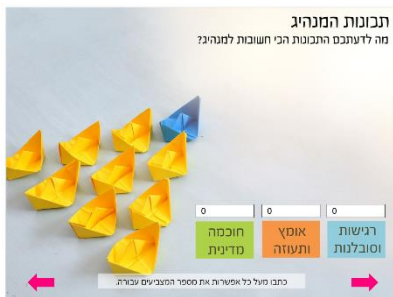 תכונות המנהיג
מה לדעתכם התכונות הכי חשובות למנהיג?
0
0
0
רגישות
וסובלנות
אומץ
ותעוזה
חוכמה
מדינית
כתבו מעל כל אפשרות את מספר המצביעים עבורה.